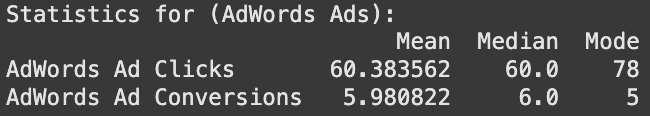 Statistics for (AdWords Ads):
Mean Median Mode
AdWords Ad Clicks 60.383562 60.0 78
AdWords Ad Conversions 5.980822 6.0 5